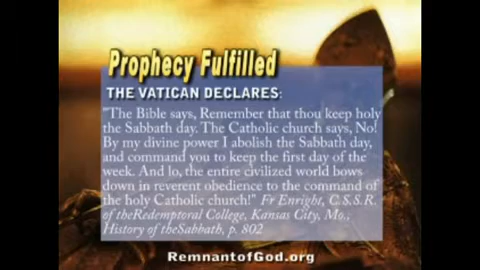 Prophecy Fulfilled
THE VATICAN DECLARES:
"The Bible says, Remember that thou keep holy
the Sabbath day. The Catholic church says, No!
By my divine power I abolish the Sabbath day,
and command you to keep the first day of the
week. And lo, the entire civilized world bows
down in reverent obedience to the command of
the holy Catholic church!" Fr Enright, C.S.S.R.
of theRedemptoral College, Kansas City, Mo.;
History of theSabbath, p. 802
RemnantofGod.org